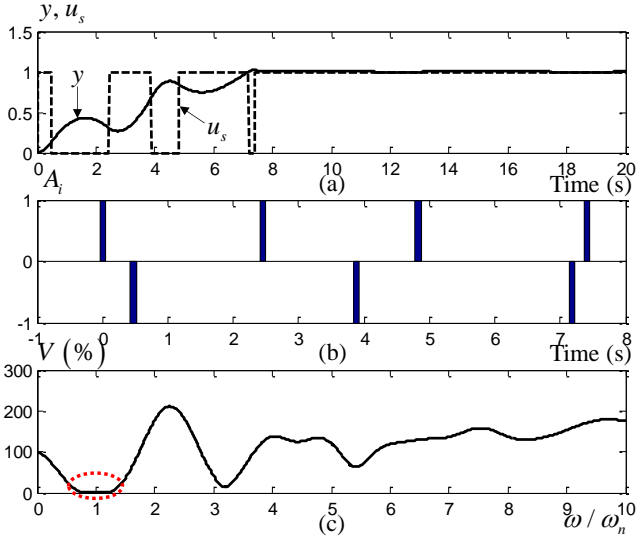 y, u_s
1.5
1
0.5
0
y
u_s
0 2 4 6 8 10 12 14 16 18 20
(a)
Time (s)
A_i
1
0
-1
-1 0 1 2 3 4 5 6 7 8
(b)
Time (s)
V (%)
300
200
100
0
0 1 2 3 4 5 6 7 8 9 10
(c)
ω / ω_n